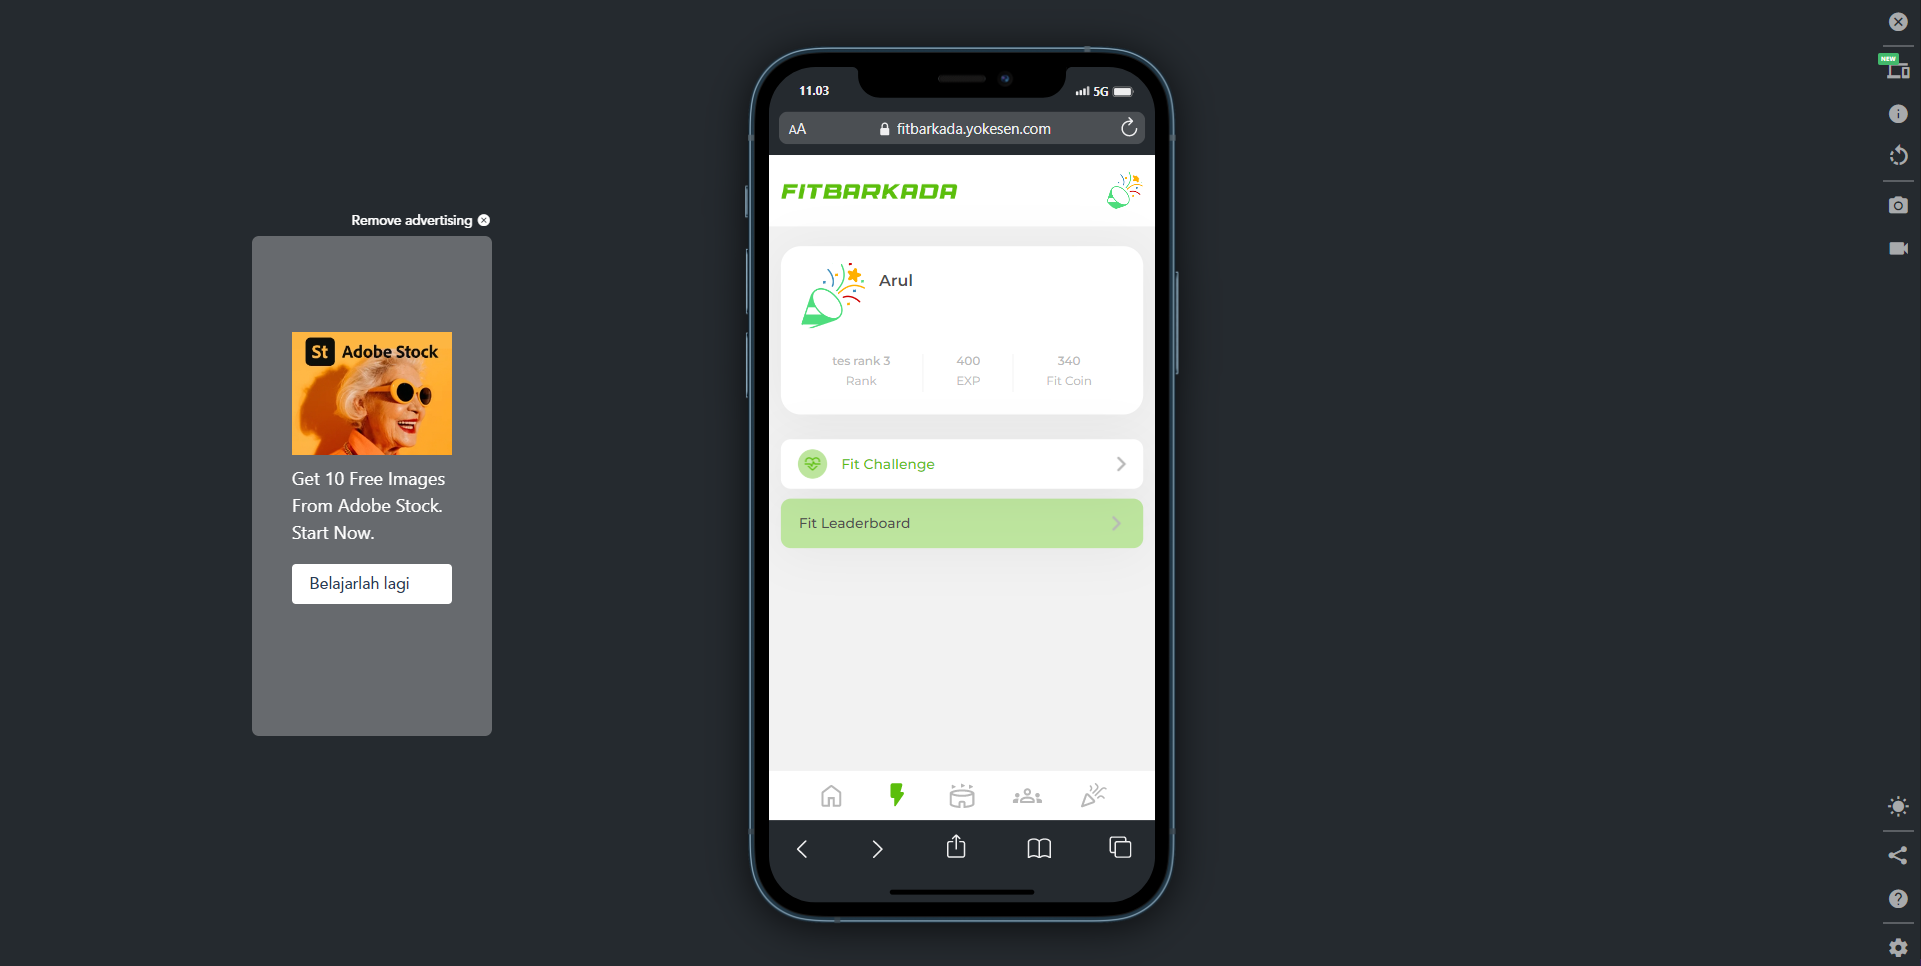 Remove advertising
St Adobe Stock
Get 10 Free Images
From Adobe Stock.
Start Now.
Belajarlah lagi
11.03
5G
AA
fitbarkada.yokesen.com
FITBARKADA
Arul
tes rank 3
Rank
400
EXP
340
Fit Coin
Fit Challenge
Fit Leaderboard
NEW